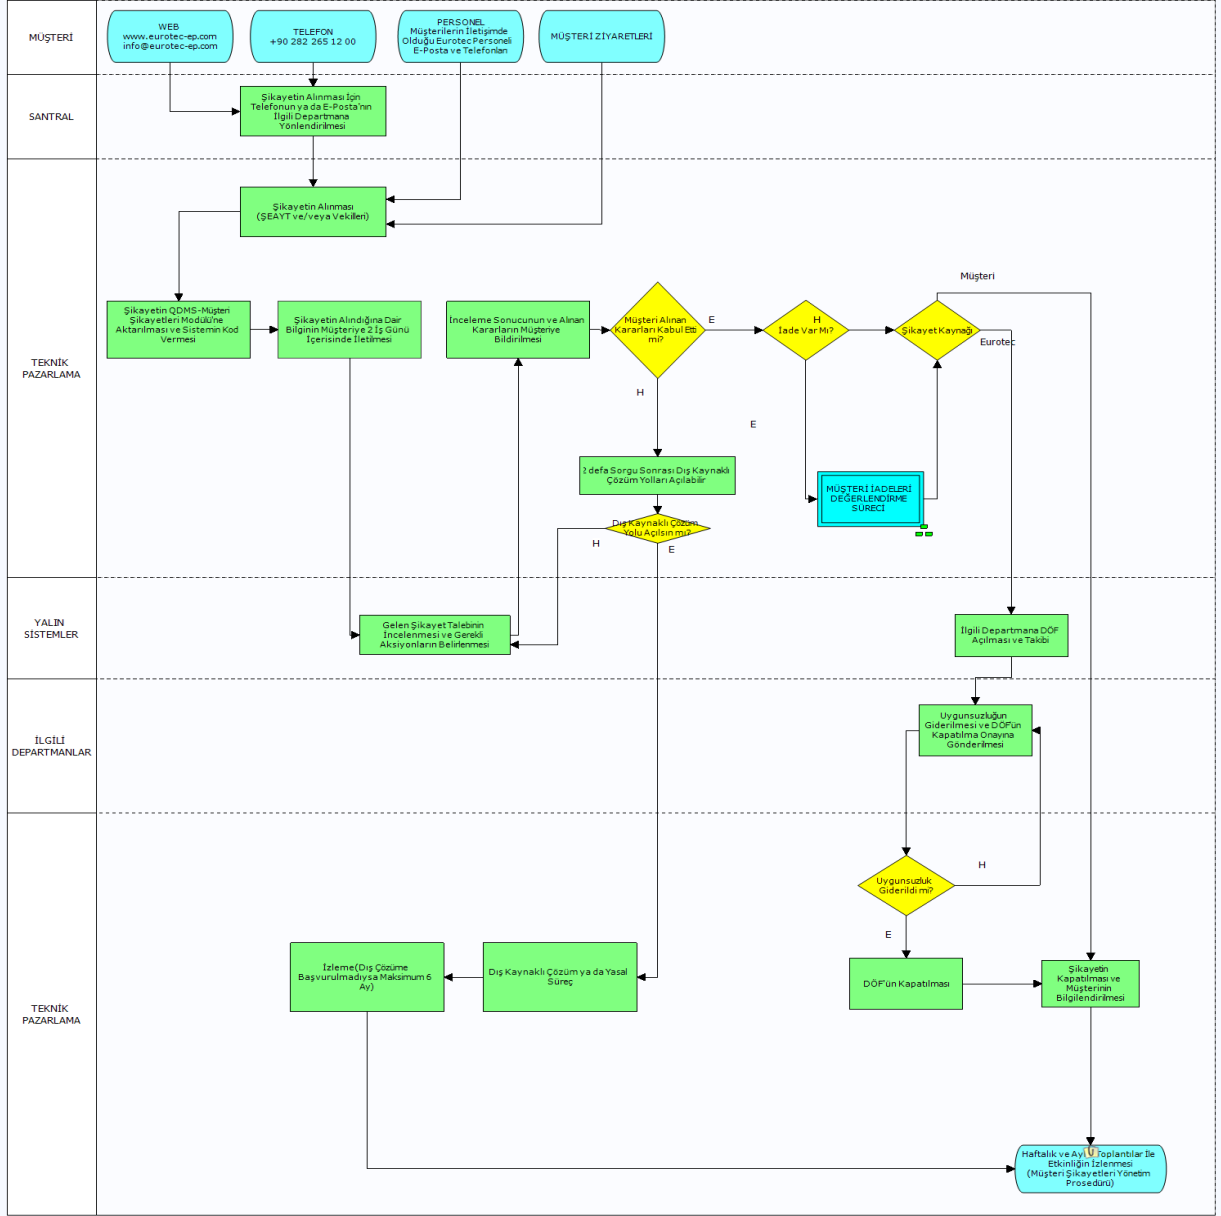 MÜŞTERİ
WEB
www.eurotec-ep.com
info@eurotec-ep.com
TELEFON
+90 282 265 12 00
PERSONEL
Müşterilerin İletişimde
Olduğu Eurotec Personeli
E-Posta ve Telefonları
MÜŞTERİ ZİYARETLERİ
SANTRAL
Şikayetin Alınması İçin
Telefonun ya da E-Posta'nın
İlgili Departmana
Yönlendirilmesi
TEKNİK
PAZARLAMA
Şikayetin Alınması
(ŞEAYT ve/veya Vekilleri)
Şikayetin QDMS-Müşteri
Şikayetleri Modülü'ne
Aktarılması ve Sistemin Kod
Vermesi
Şikayetin Alındığına Dair
Bilginin Müşteriye 2 İş Günü
İçerisinde İletilmesi
İnceleme Sonucunun ve Alınan
Kararların Müşteriye
Bildirilmesi
Müşteri Alınan
Kararları Kabul Etti
mi?
E
H
İade Var Mı?
H
E
Şikayet Kaynağı
Müşteri
Eurotec
2 defa Sorgu Sonrası Dış Kaynaklı
Çözüm Yolları Açılabilir
MÜŞTERİ İADELERİ
DEĞERLENDİRME
SÜRECİ
Dış Kaynaklı Çözüm
Yolu Açılsın mı?
H
E
YALIN
SİSTEMLER
Gelen Şikayet Talebinin
İncelenmesi ve Gerekli
Aksiyonların Belirlenmesi
İlgili Departmana DÖF
Açılması ve Takibi
İLGİLİ
DEPARTMANLAR
Uygunsuzluğun
Giderilmesi ve DÖF'ün
Kapatılma Onayına
Gönderilmesi
TEKNİK
PAZARLAMA
Uygunsuzluk
Giderildi mi?
H
E
İzleme(Dış Çözüme
Başvurulmadıysa Maksimum 6
Ay)
Dış Kaynaklı Çözüm ya da Yasal
Süreç
DÖF'ün Kapatılması
Şikayetin
Kapatılması ve
Müşterinin
Bilgilendirilmesi
Haftalık ve Toplantılar İle
Etkinliğin İzlenmesi
(Müşteri Şikayetleri Yönetim
Prosedürü)